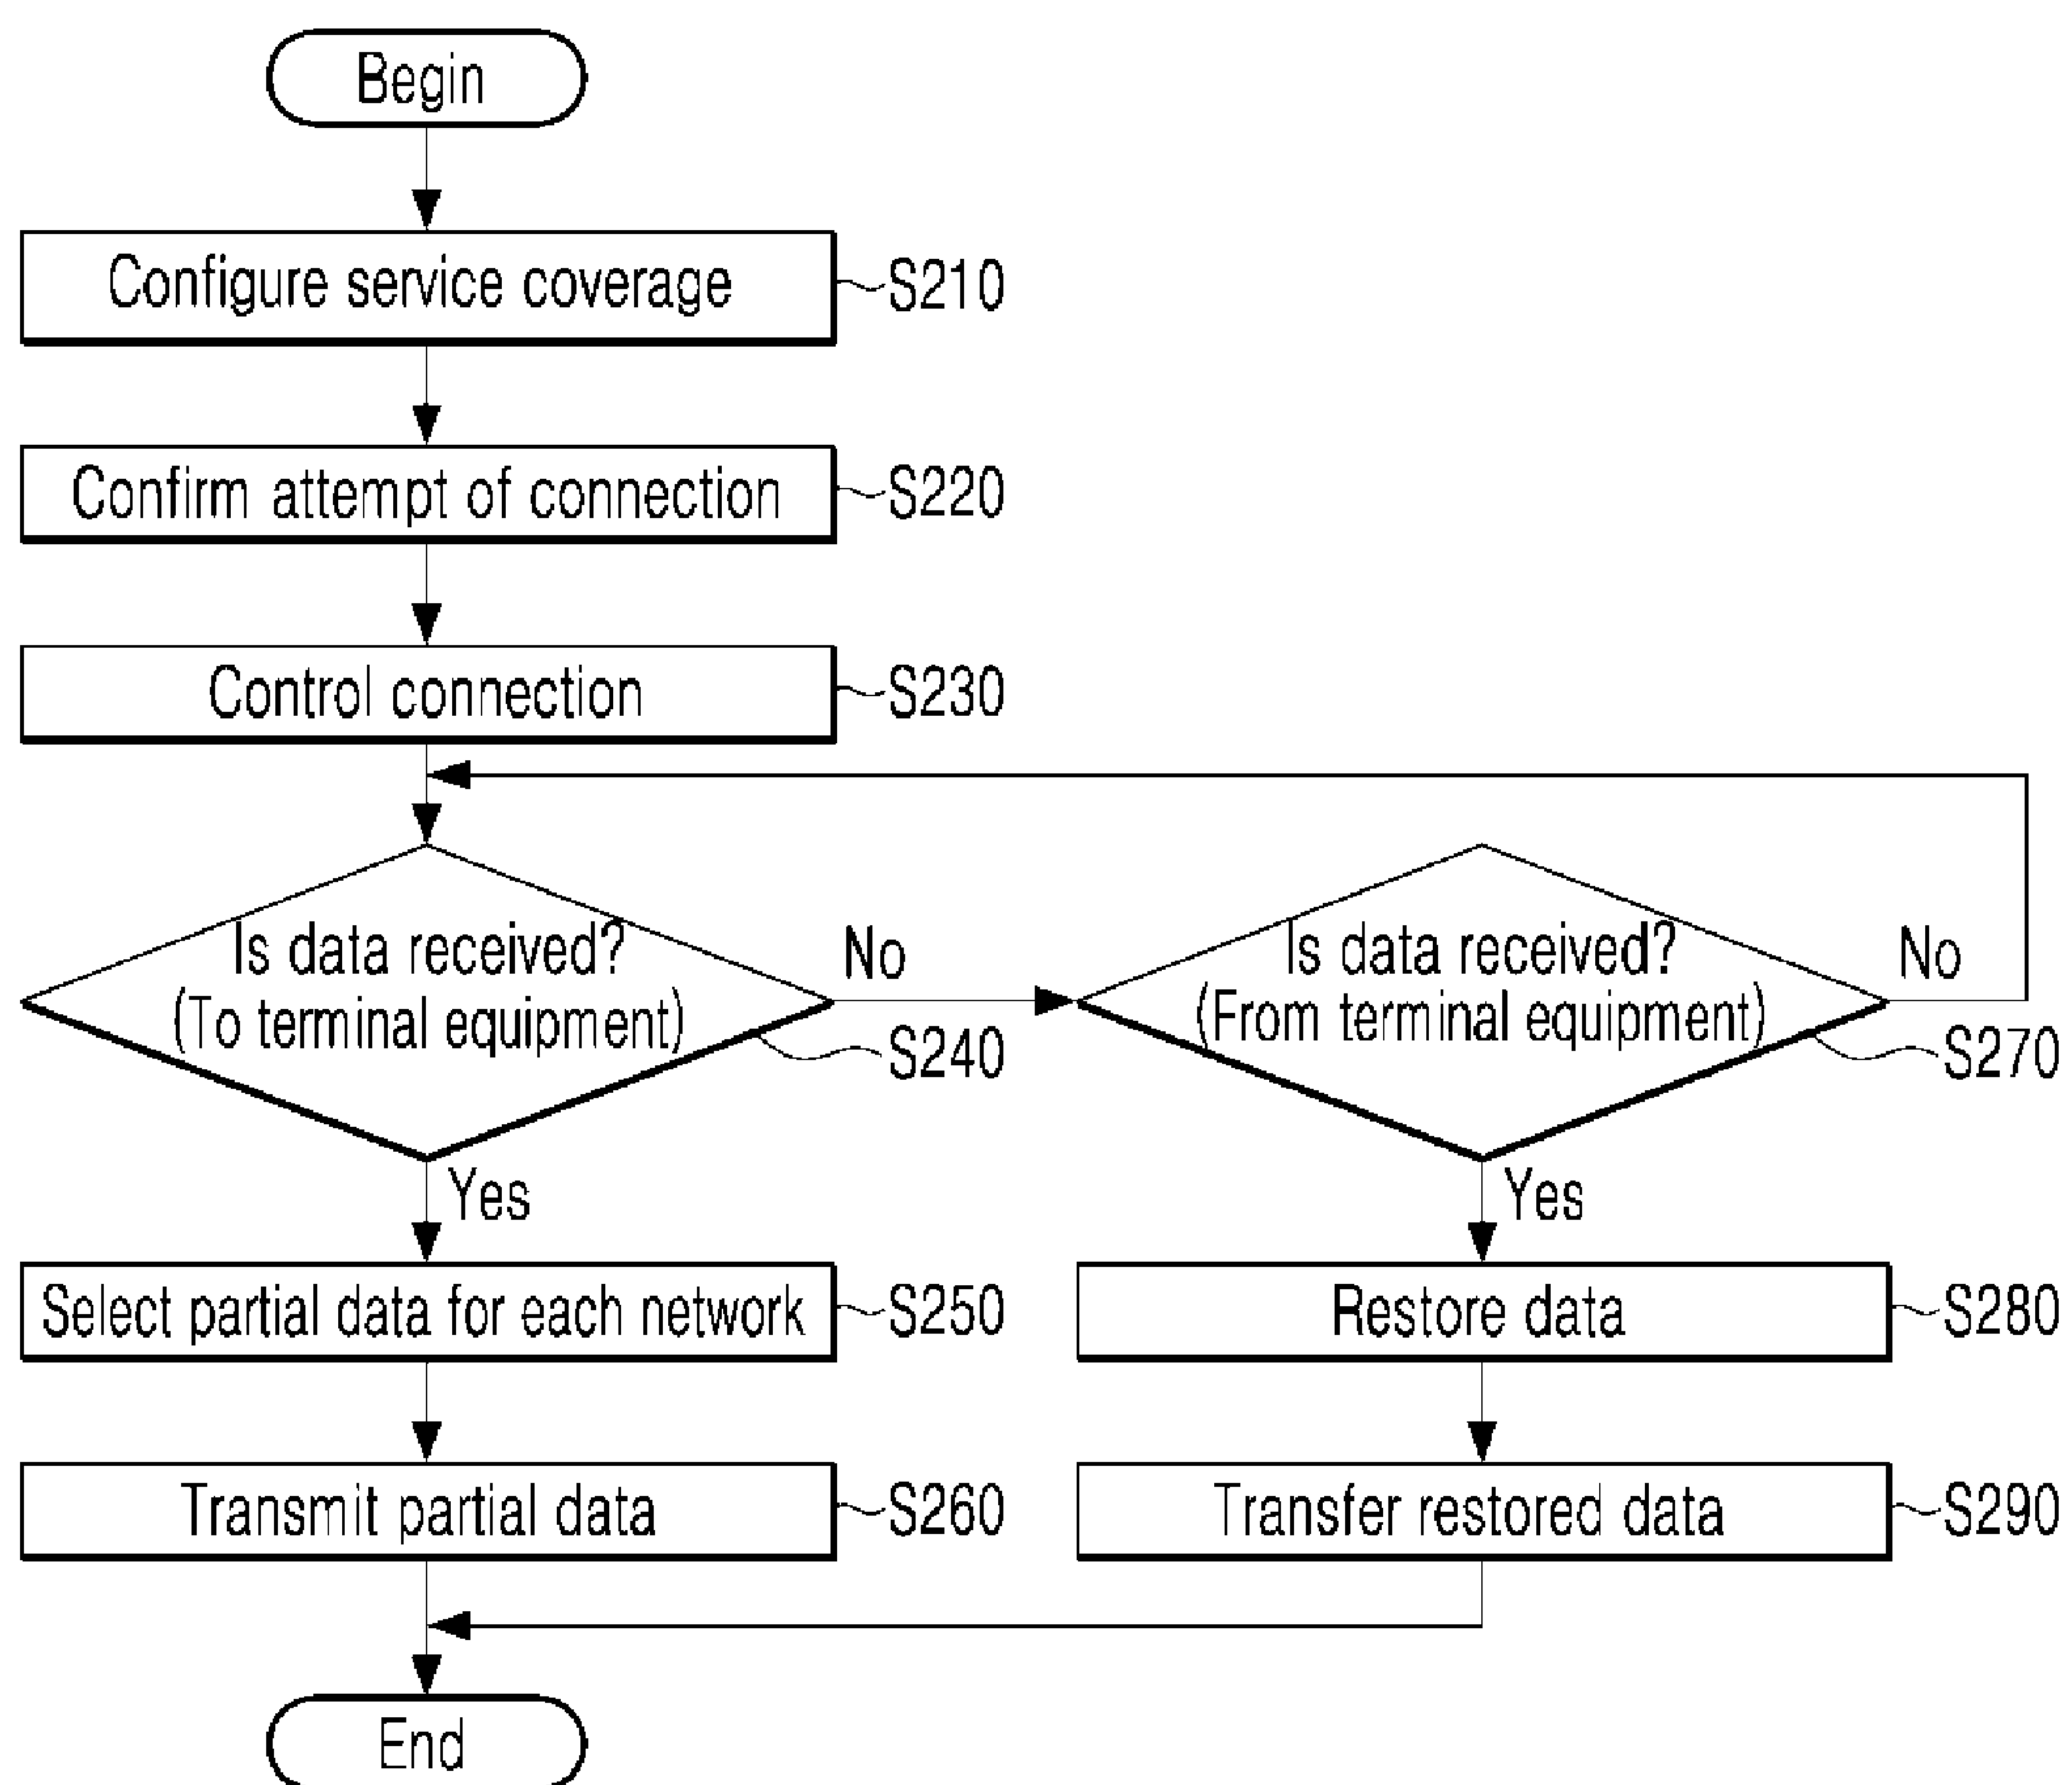 Begin
Configure service coverage
S210
Confirm attempt of connection
S220
Control connection
S230
Is data received?
(To terminal equipment)
No
S240
Is data received?
(From terminal equipment)
No
S270
Yes
Yes
Select partial data for each network
S250
Restore data
S280
Transmit partial data
S260
Transfer restored data
S290
End